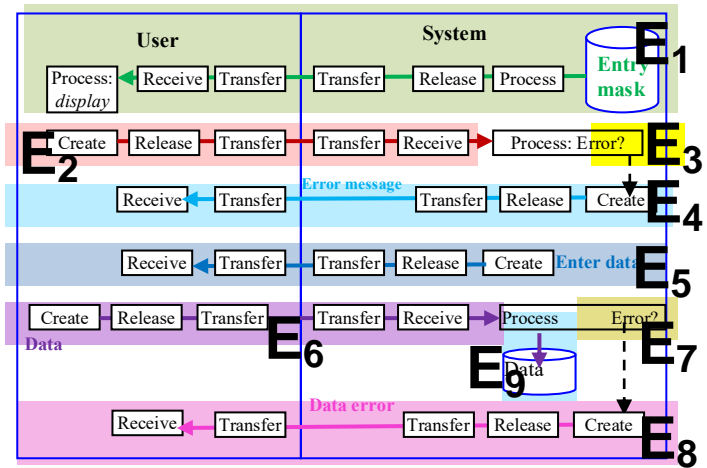 User System E1
Process: display Receive Transfer Transfer Release Process Entry mask
E2 Create Release Transfer Transfer Receive Process: Error? E3
Error message
Receive Transfer Transfer Release Create E4
Receive Transfer Transfer Release Create Enter data E5
Create Release Transfer Transfer Receive Process Error? E7
Data E6
E9 Data
Data error
Receive Transfer Transfer Release Create E8